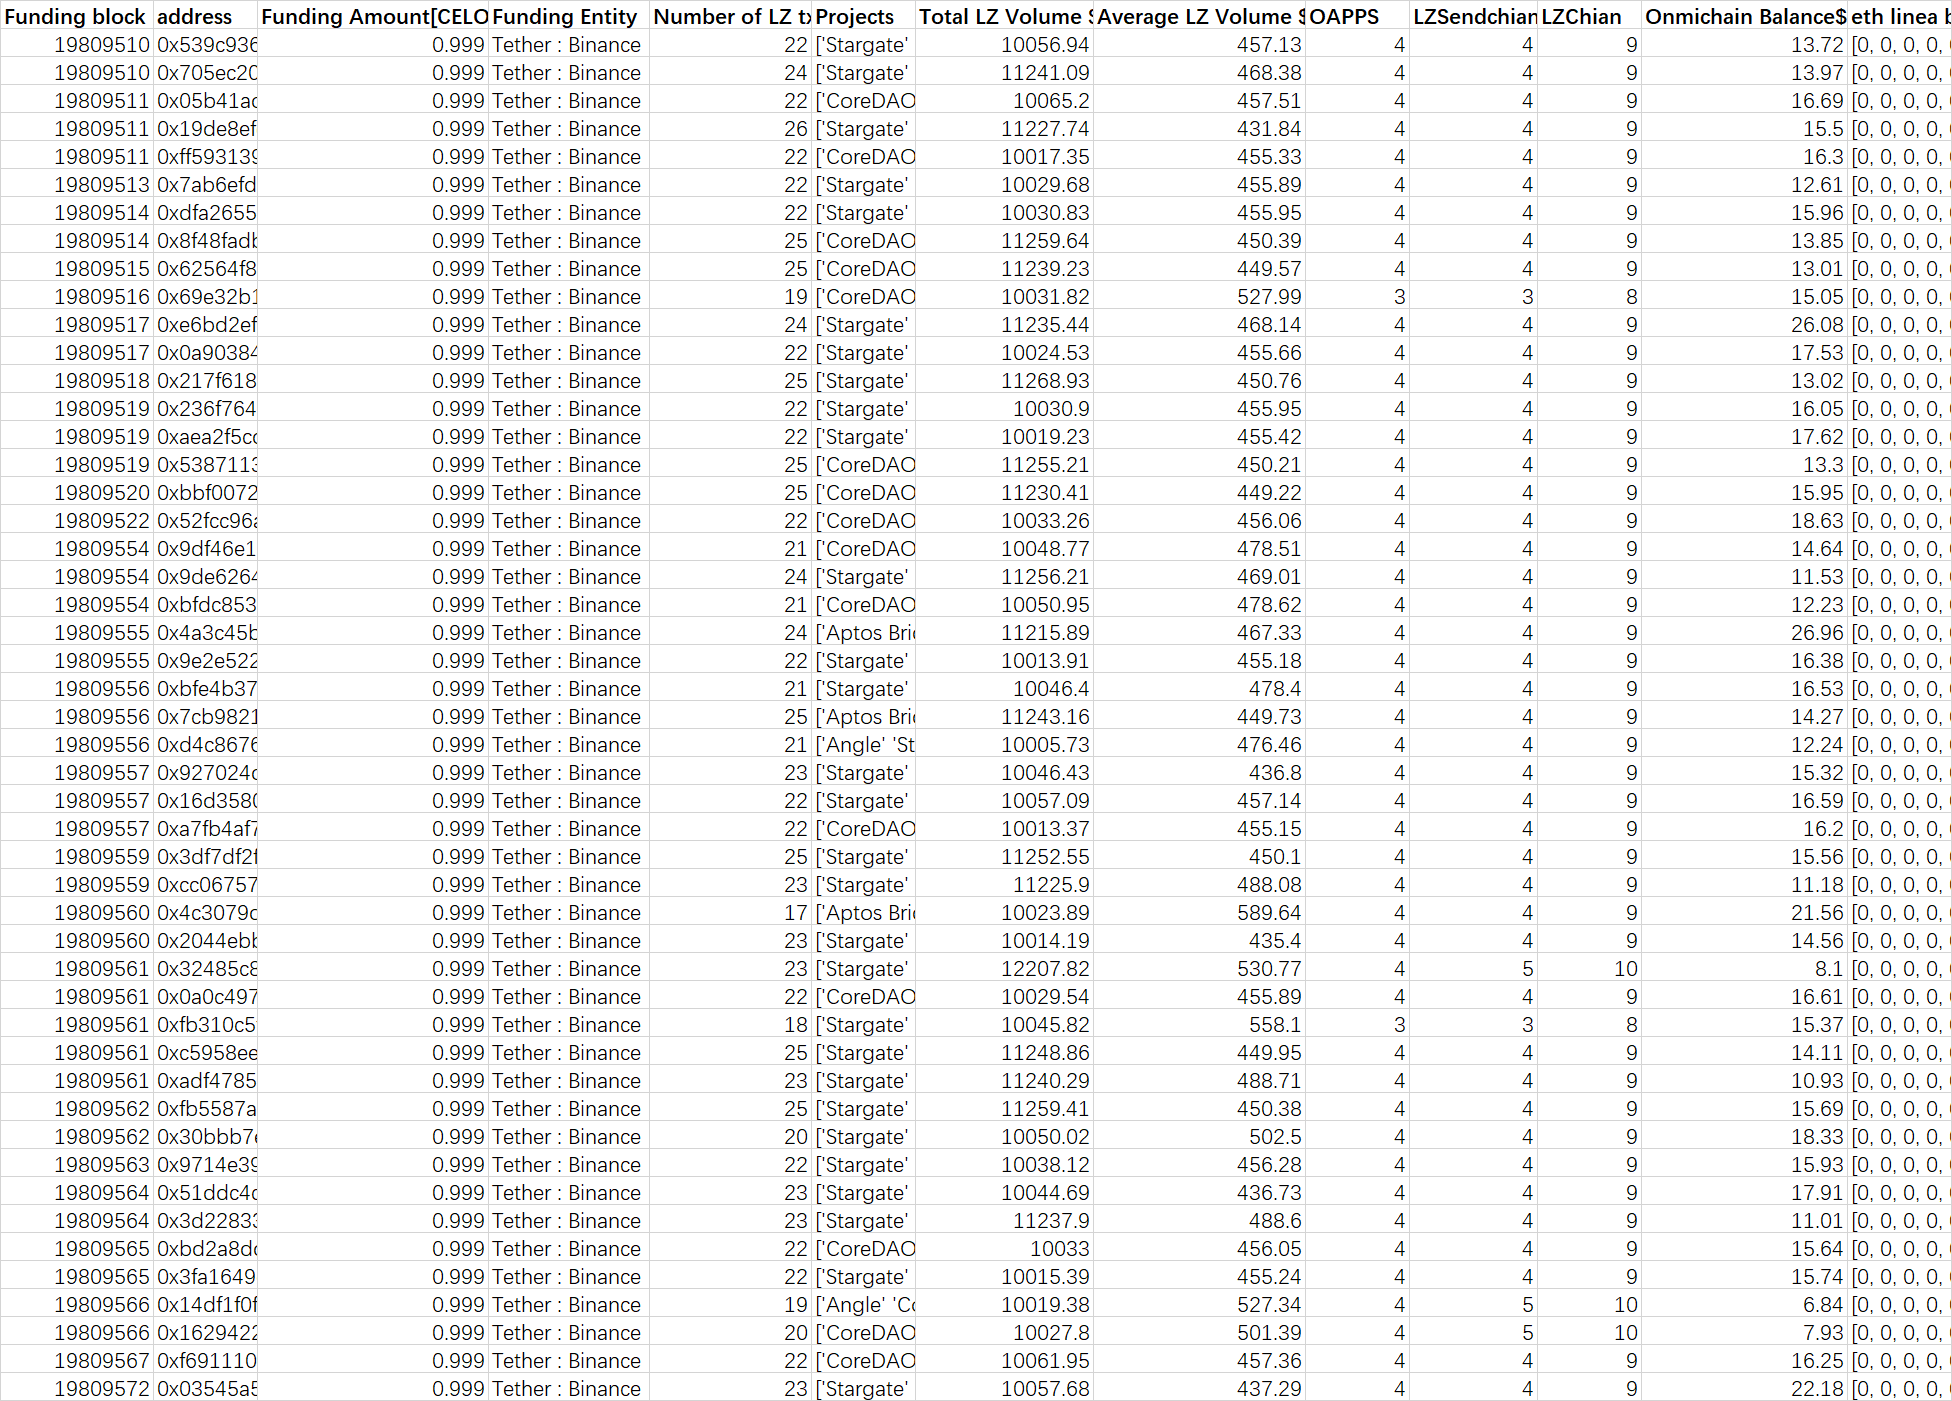 Funding block address Funding Amount[CELO Funding Entity Number of LZ tx Projects Total LZ Volume $ Average LZ Volume $ OAPPS LZSendchian LZChian Onmichain Balance$ eth linea b
19809510 0x539c936 0.999 Tether : Binance 22 ['Stargate' 10056.94 457.13 4 4 9 13.72 [0, 0, 0, 0,
19809510 0x705ec20 0.999 Tether : Binance 24 ['Stargate' 11241.09 468.38 4 4 9 13.97 [0, 0, 0, 0,
19809511 0x05b41ac 0.999 Tether : Binance 22 ['CoreDAO 10065.2 457.51 4 4 9 16.69 [0, 0, 0, 0,
19809511 0x19de8ef 0.999 Tether : Binance 26 ['Stargate' 11227.74 431.84 4 4 9 15.5 [0, 0, 0, 0,
19809511 0xff593139 0.999 Tether : Binance 22 ['CoreDAO 10017.35 455.33 4 4 9 16.3 [0, 0, 0, 0,
19809513 0x7ab6efd 0.999 Tether : Binance 22 ['Stargate' 10029.68 455.89 4 4 9 12.61 [0, 0, 0, 0,
19809514 0xdfa2655 0.999 Tether : Binance 22 ['Stargate' 10030.83 455.95 4 4 9 15.96 [0, 0, 0, 0,
19809514 0x8f48fadb 0.999 Tether : Binance 25 ['CoreDAO 11259.64 450.39 4 4 9 13.85 [0, 0, 0, 0,
19809515 0x62564f8 0.999 Tether : Binance 25 ['CoreDAO 11239.23 449.57 4 4 9 13.01 [0, 0, 0, 0,
19809516 0x69e32b1 0.999 Tether : Binance 19 ['CoreDAO 10031.82 527.99 3 3 8 15.05 [0, 0, 0, 0,
19809517 0xe6bd2ef 0.999 Tether : Binance 24 ['Stargate' 11235.44 468.14 4 4 9 26.08 [0, 0, 0, 0,
19809517 0x0a90384 0.999 Tether : Binance 22 ['CoreDAO 10024.53 455.66 4 4 9 17.53 [0, 0, 0, 0,
19809518 0x217f618 0.999 Tether : Binance 25 ['Stargate' 11268.93 450.76 4 4 9 13.02 [0, 0, 0, 0,
19809519 0x236f764 0.999 Tether : Binance 22 ['Stargate' 10030.9 455.95 4 4 9 16.05 [0, 0, 0, 0,
19809519 0xaea2f5cc 0.999 Tether : Binance 22 ['Stargate' 10019.23 455.42 4 4 9 17.62 [0, 0, 0, 0,
19809519 0x5387113 0.999 Tether : Binance 25 ['CoreDAO 11255.21 450.21 4 4 9 13.3 [0, 0, 0, 0,
19809520 0xbbf0072 0.999 Tether : Binance 25 ['CoreDAO 11230.41 449.22 4 4 9 15.95 [0, 0, 0, 0,
19809522 0x52fcc96a 0.999 Tether : Binance 22 ['CoreDAO 10033.26 456.06 4 4 9 18.63 [0, 0, 0, 0,
19809554 0x9df46e1 0.999 Tether : Binance 21 ['CoreDAO 10048.77 478.51 4 4 9 14.64 [0, 0, 0, 0,
19809554 0x9de6264 0.999 Tether : Binance 24 ['Stargate' 11256.21 469.01 4 4 9 11.53 [0, 0, 0, 0,
19809554 0xbfdc853 0.999 Tether : Binance 21 ['CoreDAO 10050.95 478.62 4 4 9 12.23 [0, 0, 0, 0,
19809555 0x4a3c45b 0.999 Tether : Binance 24 ['Aptos Bric 11215.89 467.33 4 4 9 26.96 [0, 0, 0, 0,
19809555 0x9e2e522 0.999 Tether : Binance 22 ['Stargate' 10013.91 455.18 4 4 9 16.38 [0, 0, 0, 0,
19809556 0xbfe4b37 0.999 Tether : Binance 21 ['Stargate' 10046.4 478.4 4 4 9 16.53 [0, 0, 0, 0,
19809556 0x7cb9821 0.999 Tether : Binance 25 ['Aptos Bric 11243.16 449.73 4 4 9 14.27 [0, 0, 0, 0,
19809556 0xd4c8676 0.999 Tether : Binance 21 ['Angle' 'St 10005.73 476.46 4 4 9 12.24 [0, 0, 0, 0,
19809557 0x927024c 0.999 Tether : Binance 23 ['Stargate' 10046.43 436.8 4 4 9 15.32 [0, 0, 0, 0,
19809557 0x16d3580 0.999 Tether : Binance 22 ['Stargate' 10057.09 457.14 4 4 9 16.59 [0, 0, 0, 0,
19809557 0xa7fb4af7 0.999 Tether : Binance 22 ['CoreDAO 10013.37 455.15 4 4 9 16.2 [0, 0, 0, 0,
19809559 0x3df7df2f 0.999 Tether : Binance 25 ['Stargate' 11252.55 450.1 4 4 9 15.56 [0, 0, 0, 0,
19809559 0xcc06757 0.999 Tether : Binance 23 ['Stargate' 11225.9 488.08 4 4 9 11.18 [0, 0, 0, 0,
19809560 0x4c3079c 0.999 Tether : Binance 17 ['Aptos Bric 10023.89 589.64 4 4 9 21.56 [0, 0, 0, 0,
19809560 0x2044ebb 0.999 Tether : Binance 23 ['Stargate' 10014.19 435.4 4 4 9 14.56 [0, 0, 0, 0,
19809561 0x32485c8 0.999 Tether : Binance 23 ['Stargate' 12207.82 530.77 4 5 10 8.1 [0, 0, 0, 0,
19809561 0x0a0c497 0.999 Tether : Binance 22 ['CoreDAO 10029.54 455.89 4 4 9 16.61 [0, 0, 0, 0,
19809561 0xfb310c5 0.999 Tether : Binance 18 ['Stargate' 10045.82 558.1 3 3 8 15.37 [0, 0, 0, 0,
19809561 0xc5958ee 0.999 Tether : Binance 25 ['Stargate' 11248.86 449.95 4 4 9 14.11 [0, 0, 0, 0,
19809561 0xadf4785 0.999 Tether : Binance 23 ['Stargate' 11240.29 488.71 4 4 9 10.93 [0, 0, 0, 0,
19809562 0xfb5587a 0.999 Tether : Binance 25 ['Stargate' 11259.41 450.38 4 4 9 15.69 [0, 0, 0, 0,
19809562 0x30bbb7e 0.999 Tether : Binance 20 ['Stargate' 10050.02 502.5 4 4 9 18.33 [0, 0, 0, 0,
19809563 0x9714e39 0.999 Tether : Binance 22 ['Stargate' 10038.12 456.28 4 4 9 15.93 [0, 0, 0, 0,
19809564 0x51ddc4c 0.999 Tether : Binance 23 ['Stargate' 10044.69 436.73 4 4 9 17.91 [0, 0, 0, 0,
19809564 0x3d22833 0.999 Tether : Binance 23 ['Stargate' 11237.9 488.6 4 4 9 11.01 [0, 0, 0, 0,
19809565 0xbd2a8dc 0.999 Tether : Binance 22 ['CoreDAO 10033 456.05 4 4 9 15.64 [0, 0, 0, 0,
19809565 0x3fa1649 0.999 Tether : Binance 22 ['Stargate' 10015.39 455.24 4 4 9 15.74 [0, 0, 0, 0,
19809566 0x14df1f0f 0.999 Tether : Binance 19 ['Angle' 'Co 10019.38 527.34 4 5 10 6.84 [0, 0, 0, 0,
19809566 0x1629422 0.999 Tether : Binance 20 ['CoreDAO 10027.8 501.39 4 5 10 7.93 [0, 0, 0, 0,
19809567 0xf691110 0.999 Tether : Binance 22 ['CoreDAO 10061.95 457.36 4 4 9 16.25 [0, 0, 0, 0,
19809572 0x03545a5 0.999 Tether : Binance 23 ['Stargate' 10057.68 437.29 4 4 9 22.18 [0, 0, 0, 0,